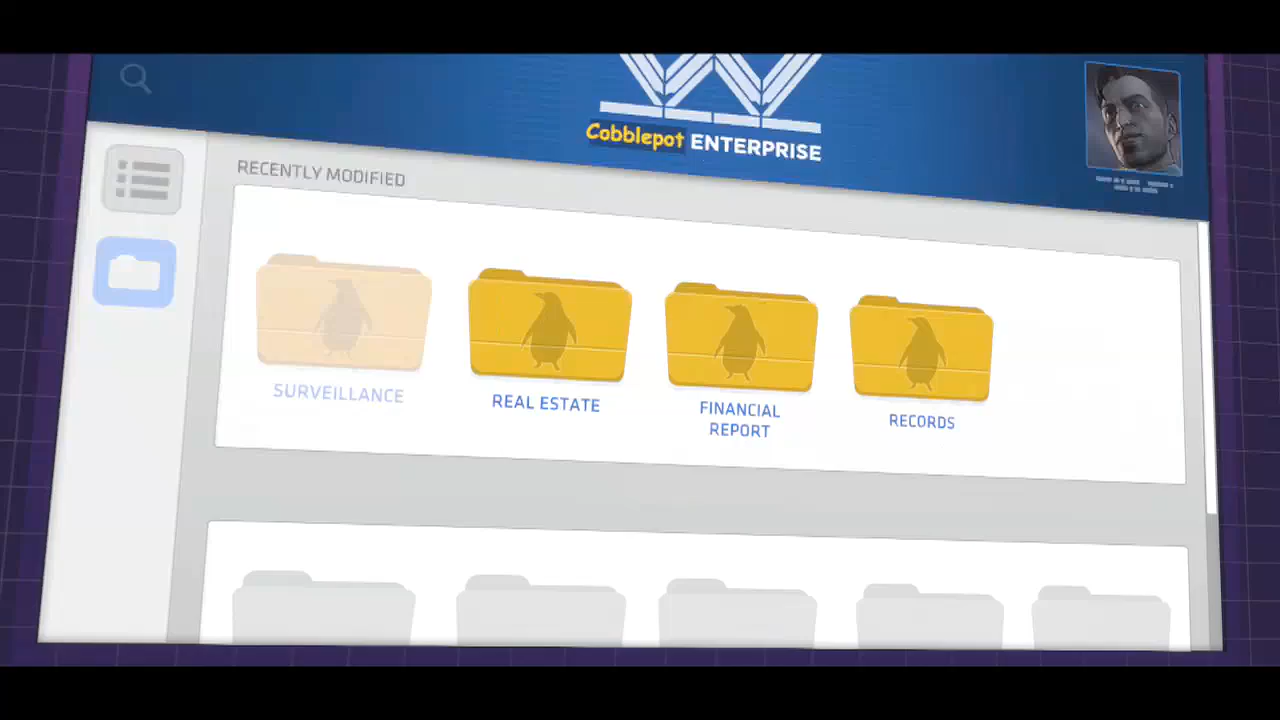 Cobblepot ENTERPRISE
RECENTLY MODIFIED
SURVEILLANCE
REAL ESTATE
FINANCIAL
REPORT
RECORDS